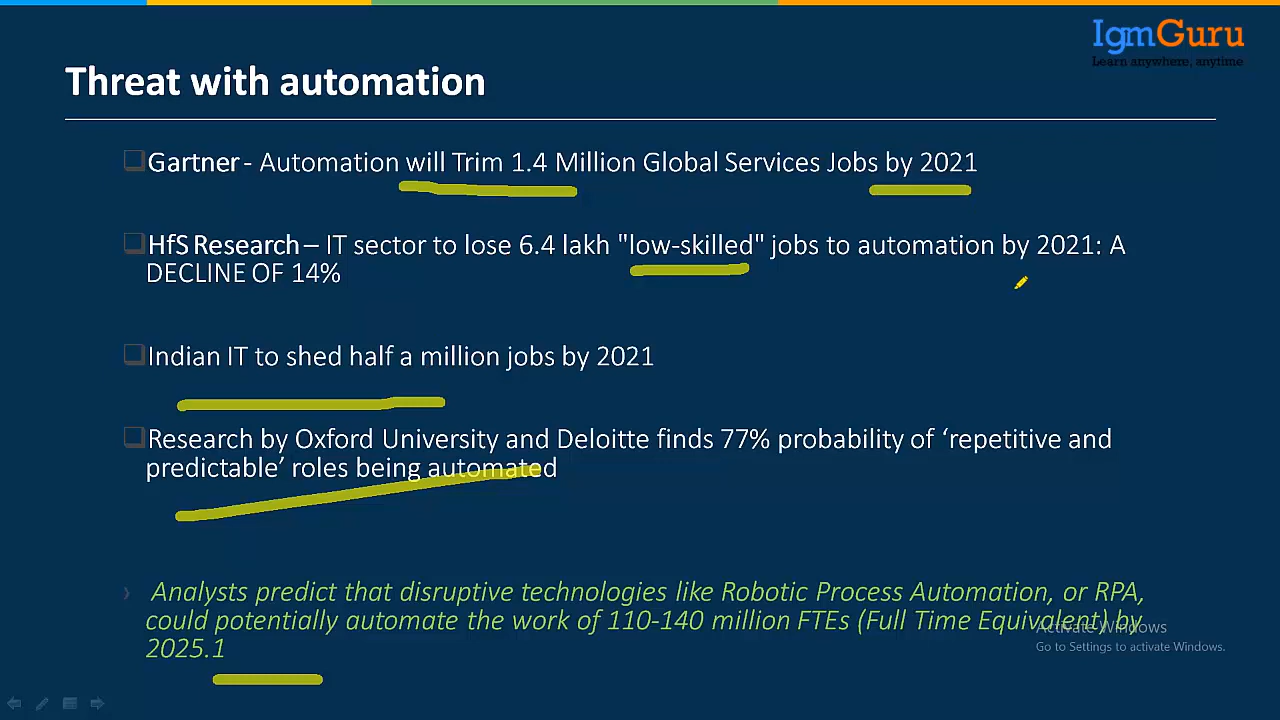 IgmGuru
Learn anywhere, anytime
Threat with automation
Gartner - Automation will Trim 1.4 Million Global Services Jobs by 2021
HfS Research – IT sector to lose 6.4 lakh "low-skilled" jobs to automation by 2021: A
DECLINE OF 14%
Indian IT to shed half a million jobs by 2021
Research by Oxford University and Deloitte finds 77% probability of ‘repetitive and
predictable’ roles being automated
Analysts predict that disruptive technologies like Robotic Process Automation, or RPA,
could potentially automate the work of 110-140 million FTEs (Full Time Equivalent) by
2025.1
Activate Windows
Go to Settings to activate Windows.